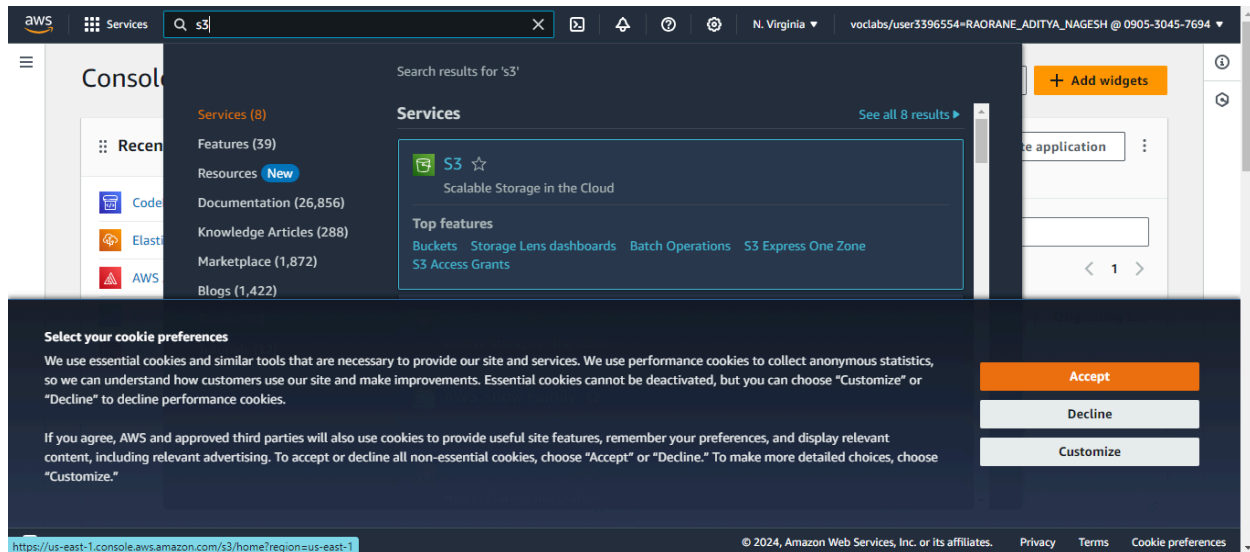 aws
Services
s3
N. Virginia ▼
voclabs/user3396554=RAORANE_ADITYA_NAGESH @ 0905-3045-7694 ▼
Consol
+ Add widgets
Search results for 's3'
Services (8)
Features (39)
Resources New
Documentation (26,856)
Knowledge Articles (288)
Marketplace (1,872)
Blogs (1,422)
Services
See all 8 results ▶
S3
Scalable Storage in the Cloud
Top features
Buckets Storage Lens dashboards Batch Operations S3 Express One Zone
S3 Access Grants
Recen
Code
Elasti
AWS
te application
1
Select your cookie preferences
We use essential cookies and similar tools that are necessary to provide our site and services. We use performance cookies to collect anonymous statistics,
so we can understand how customers use our site and make improvements. Essential cookies cannot be deactivated, but you can choose “Customize” or
“Decline” to decline performance cookies.
If you agree, AWS and approved third parties will also use cookies to provide useful site features, remember your preferences, and display relevant
content, including relevant advertising. To accept or decline all non-essential cookies, choose “Accept” or “Decline.” To make more detailed choices, choose
“Customize.”
Accept
Decline
Customize
https://us-east-1.console.aws.amazon.com/s3/home?region=us-east-1
© 2024, Amazon Web Services, Inc. or its affiliates.
Privacy
Terms
Cookie preferences